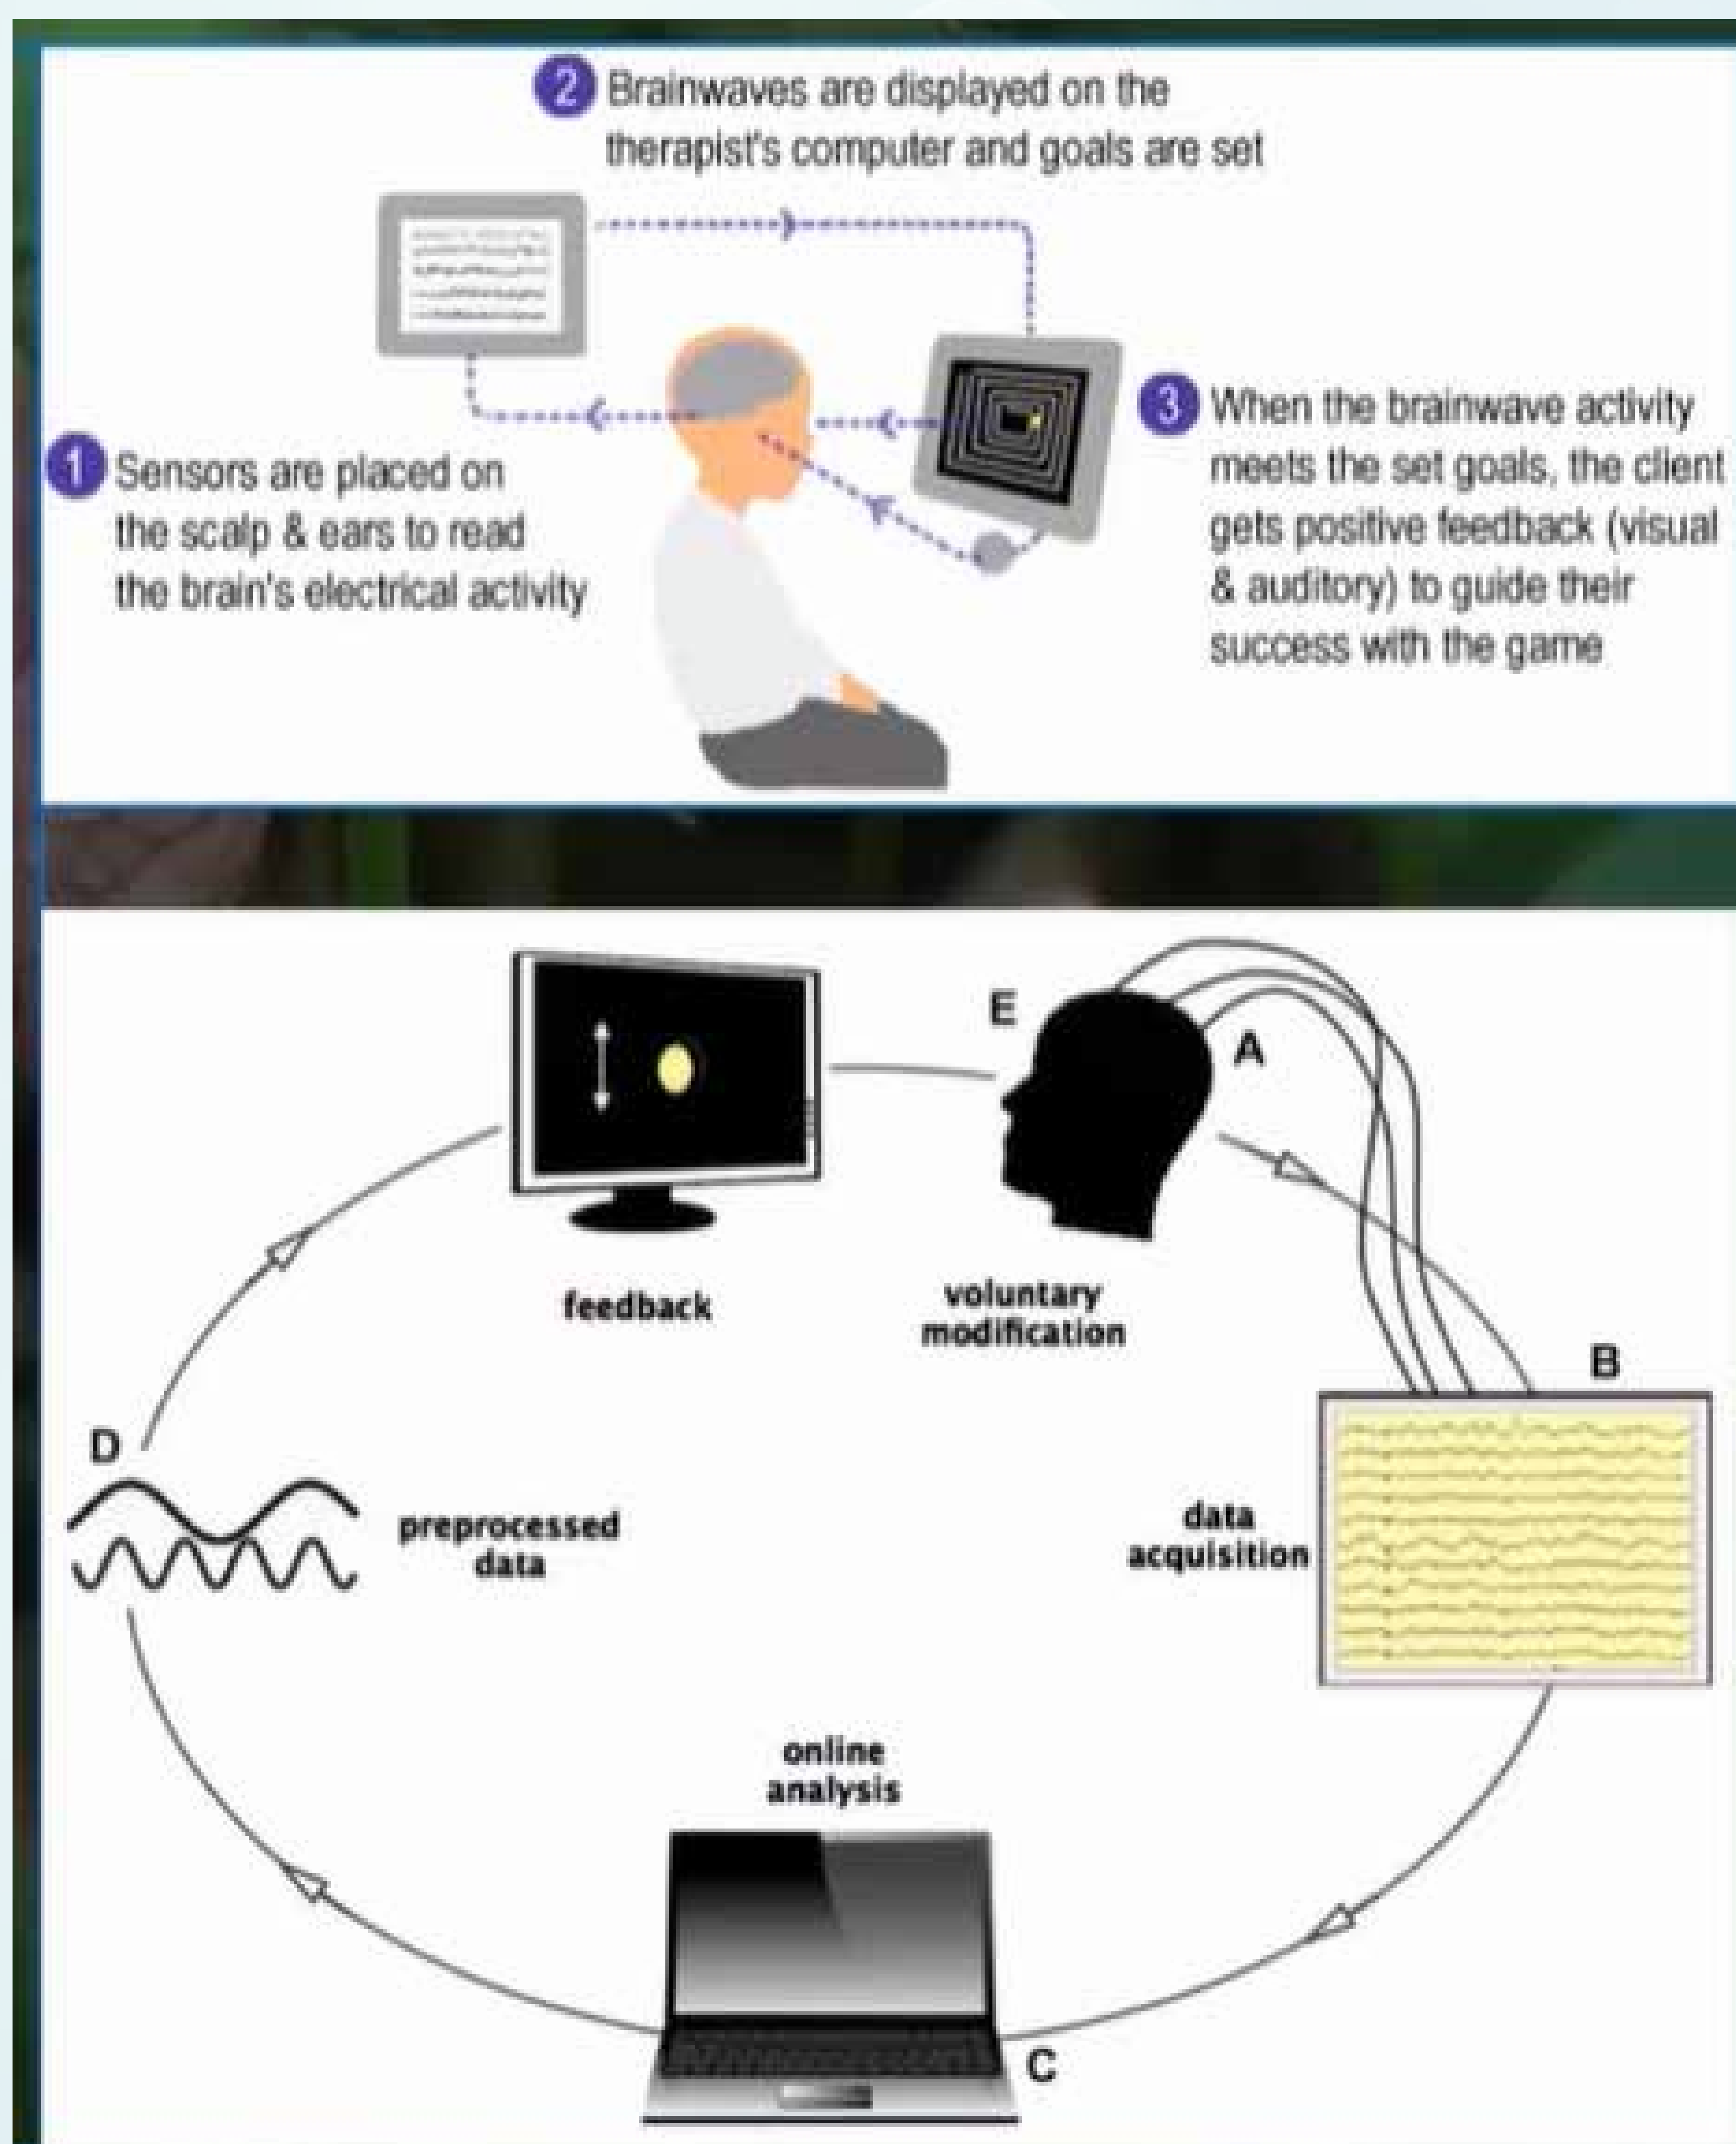 2 Brainwaves are displayed on the
therapist's computer and goals are set
1 Sensors are placed on
the scalp & ears to read
the brain's electrical activity
3 When the brainwave activity
meets the set goals, the client
gets positive feedback (visual
& auditory) to guide their
success with the game
E
A
feedback
voluntary
modification
B
D
preprocessed
data
data
acquisition
online
analysis
C